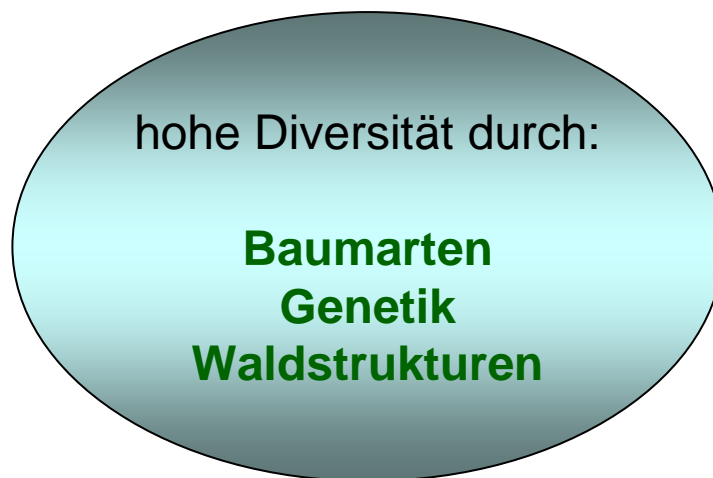 hohe Diversität durch:
Baumarten
Genetik
Waldstrukturen